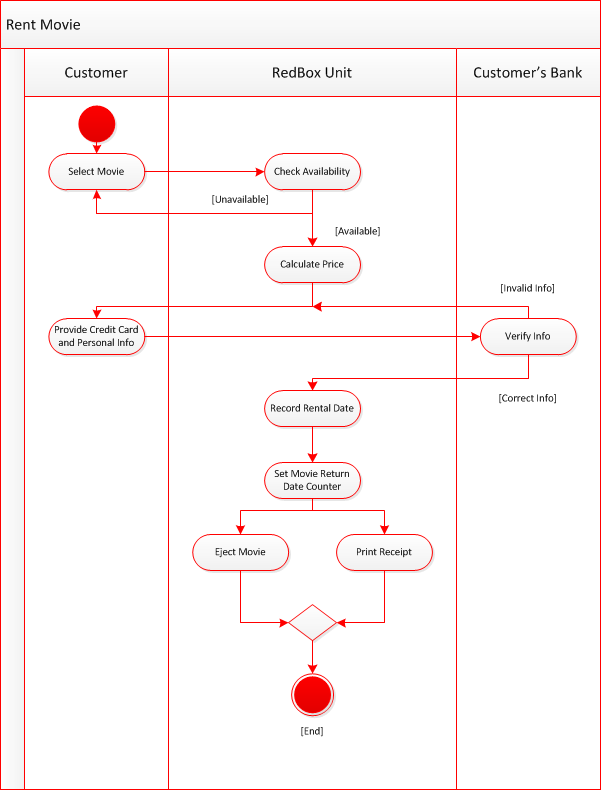 Rent Movie
Customer
RedBox Unit
Customer's Bank
Select Movie
Check Availability
[Unavailable]
[Available]
Calculate Price
[Invalid Info]
Provide Credit Card
and Personal Info
Verify Info
[Correct Info]
Record Rental Date
Set Movie Return
Date Counter
Eject Movie
Print Receipt
[End]